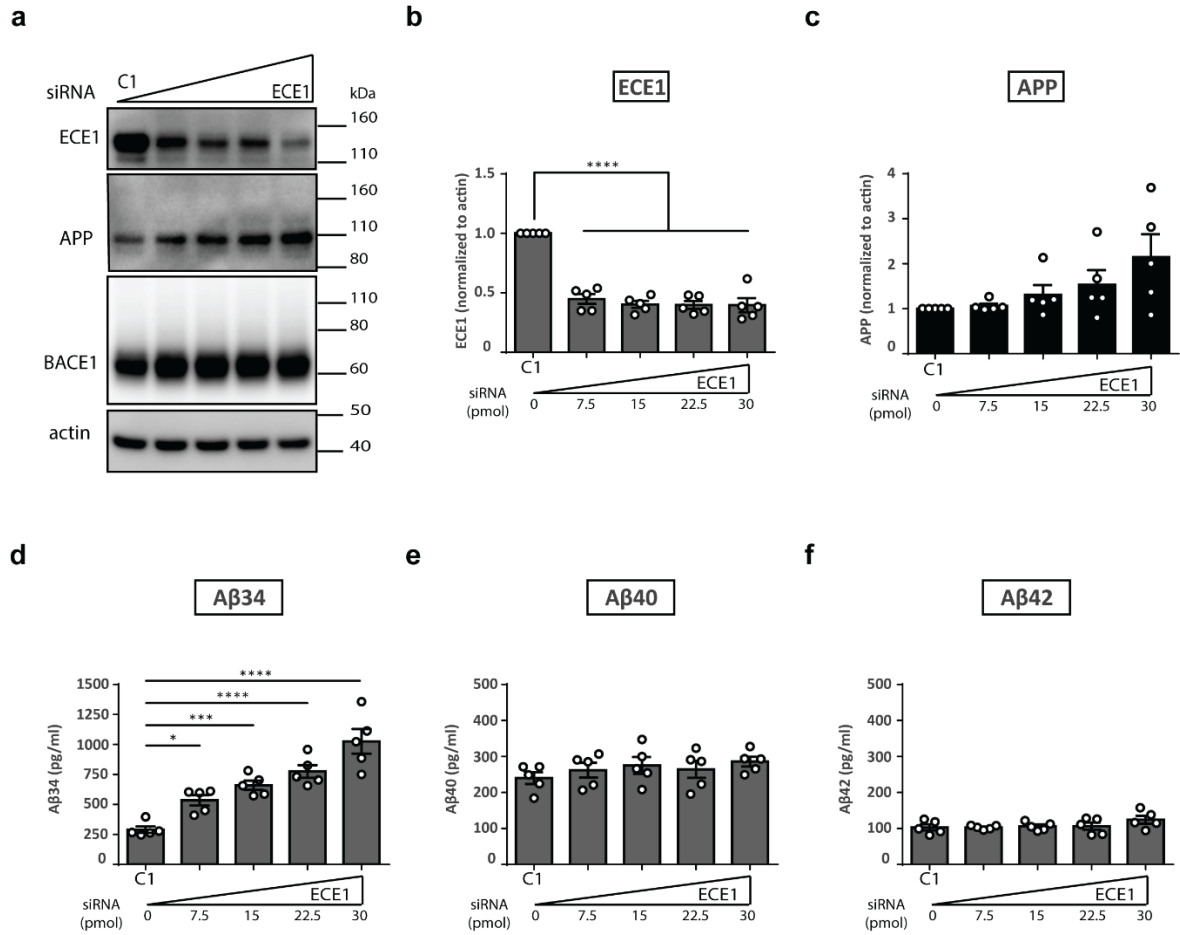 a
siRNA C1 ECE1 kDa
ECE1 160
110
APP 160
110
80
BACE1 110
80
60
actin 50
40
b
ECE1
****
ECE1 (normalized to actin)
1.5
1.0
0.5
0
C1
ECE1
siRNA (pmol) 0 7.5 15 22.5 30
c
APP
APP (normalized to actin)
4
3
2
1
0
C1
ECE1
siRNA (pmol) 0 7.5 15 22.5 30
d
Aβ34
****
****
***
*
Aβ34 (pg/ml)
1500
1250
1000
750
500
250
0
C1
ECE1
siRNA (pmol) 0 7.5 15 22.5 30
e
Aβ40
Aβ40 (pg/ml)
500
400
300
200
100
0
C1
ECE1
siRNA (pmol) 0 7.5 15 22.5 30
f
Aβ42
Aβ42 (pg/ml)
500
400
300
200
100
0
C1
ECE1
siRNA (pmol) 0 7.5 15 22.5 30